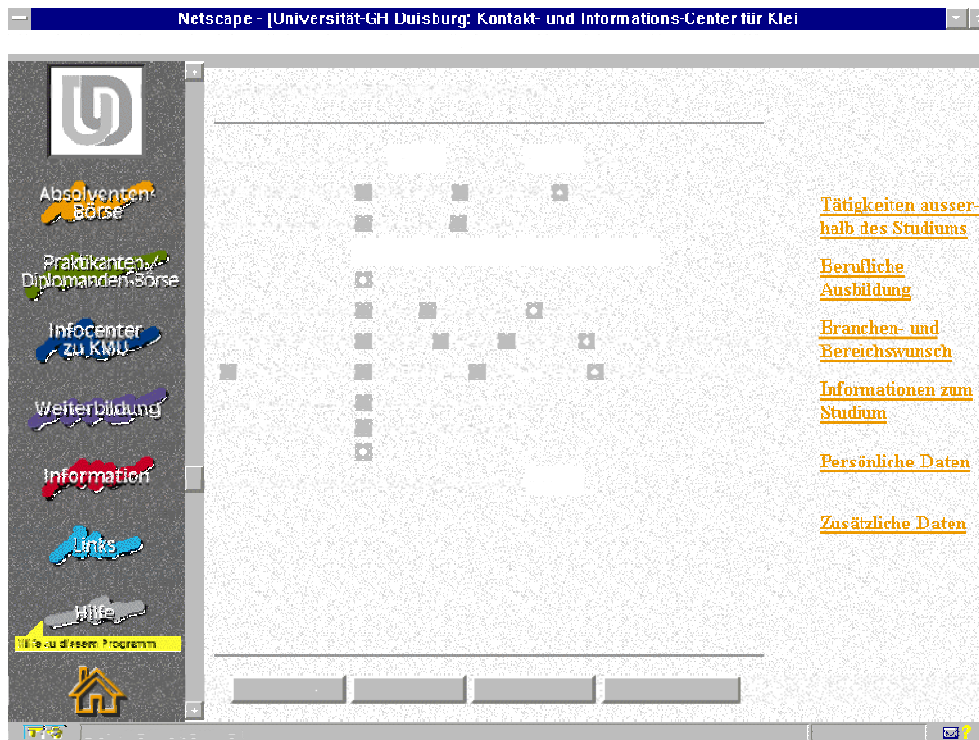 Netscape - [Universität-GH Duisburg: Kontakt- und Informations-Center für Klei
Absolventen-
Börse
Praktikanten-/
Diplomanden-Börse
Infocenter
zu KMU
Weiterbildung
Information
Links
Hilfe
Hilfe zu diesem Programm
Tätigkeiten ausser-
halb des Studiums
Berufliche
Ausbildung
Branchen- und
Bereichswunsch
Informationen zum
Studium
Persönliche Daten
Zusätzliche Daten